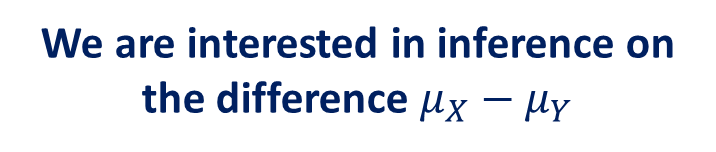 We are interested in inference on
the difference μ_X − μ_Y